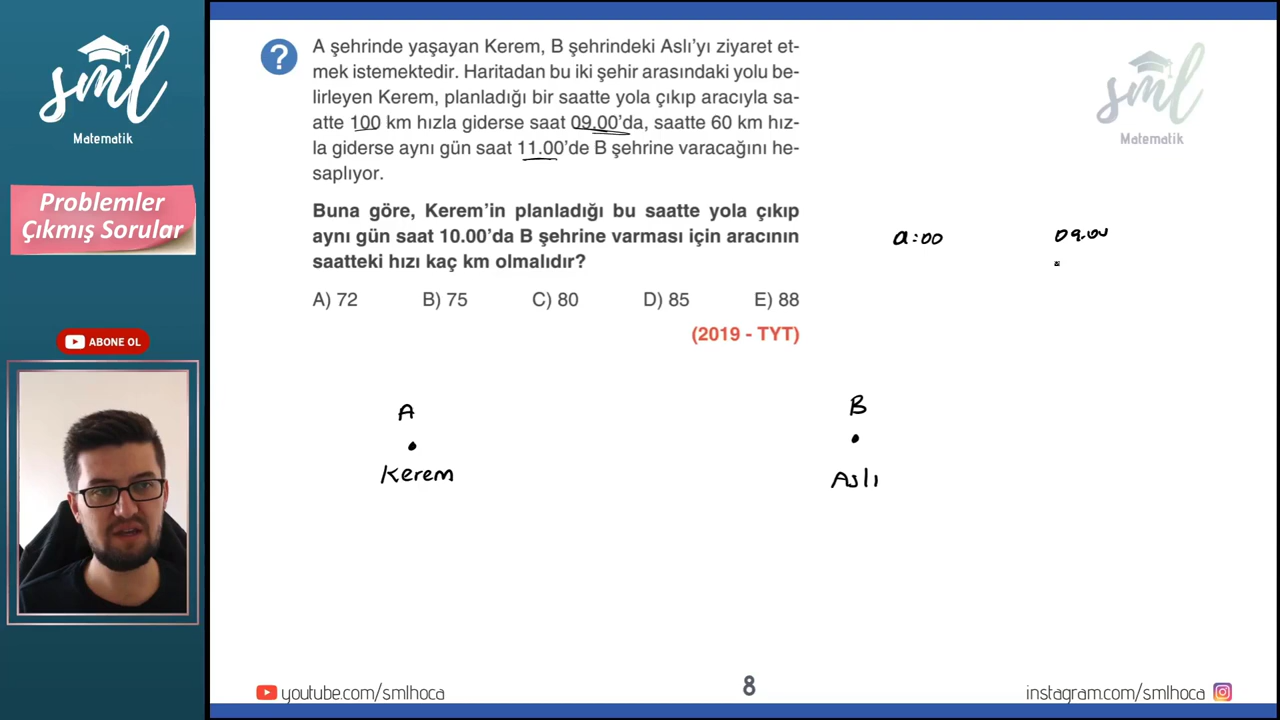 sml
Matematik
Problemler
Çıkmış Sorular
ABONE OL
?
A şehrinde yaşayan Kerem, B şehrindeki Aslı'yı ziyaret et-
mek istemektedir. Haritadan bu iki şehir arasındaki yolu be-
lirleyen Kerem, planladığı bir saatte yola çıkıp aracıyla sa-
atte 100 km hızla giderse saat 09.00'da, saatte 60 km hız-
la giderse aynı gün saat 11.00'de B şehrine varacağını he-
saplıyor.
Buna göre, Kerem'in planladığı bu saatte yola çıkıp
aynı gün saat 10.00'da B şehrine varması için aracının
saatteki hızı kaç km olmalıdır?
A) 72 B) 75 C) 80 D) 85 E) 88
(2019 - TYT)
sml
Matematik
a:00 09.00
A B
Kerem Aslı
youtube.com/smlhoca 8 instagram.com/smlhoca